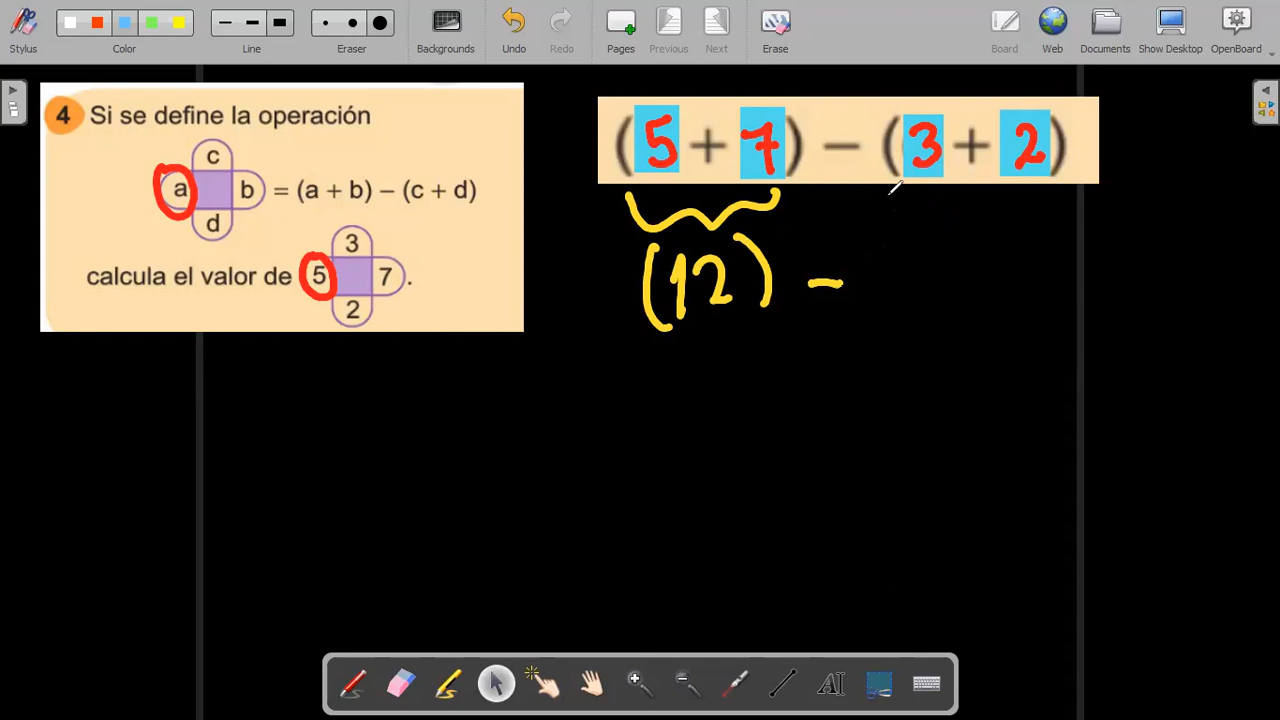 Stylus Color Line Eraser Backgrounds Undo Redo Pages Previous Next Erase Board Web Documents Show Desktop OpenBoard
4 Si se define la operación
c
a b = (a + b) − (c + d)
d
3
calcula el valor de 5 7.
2
(5 + 7) − (3 + 2)
(12) −
AI